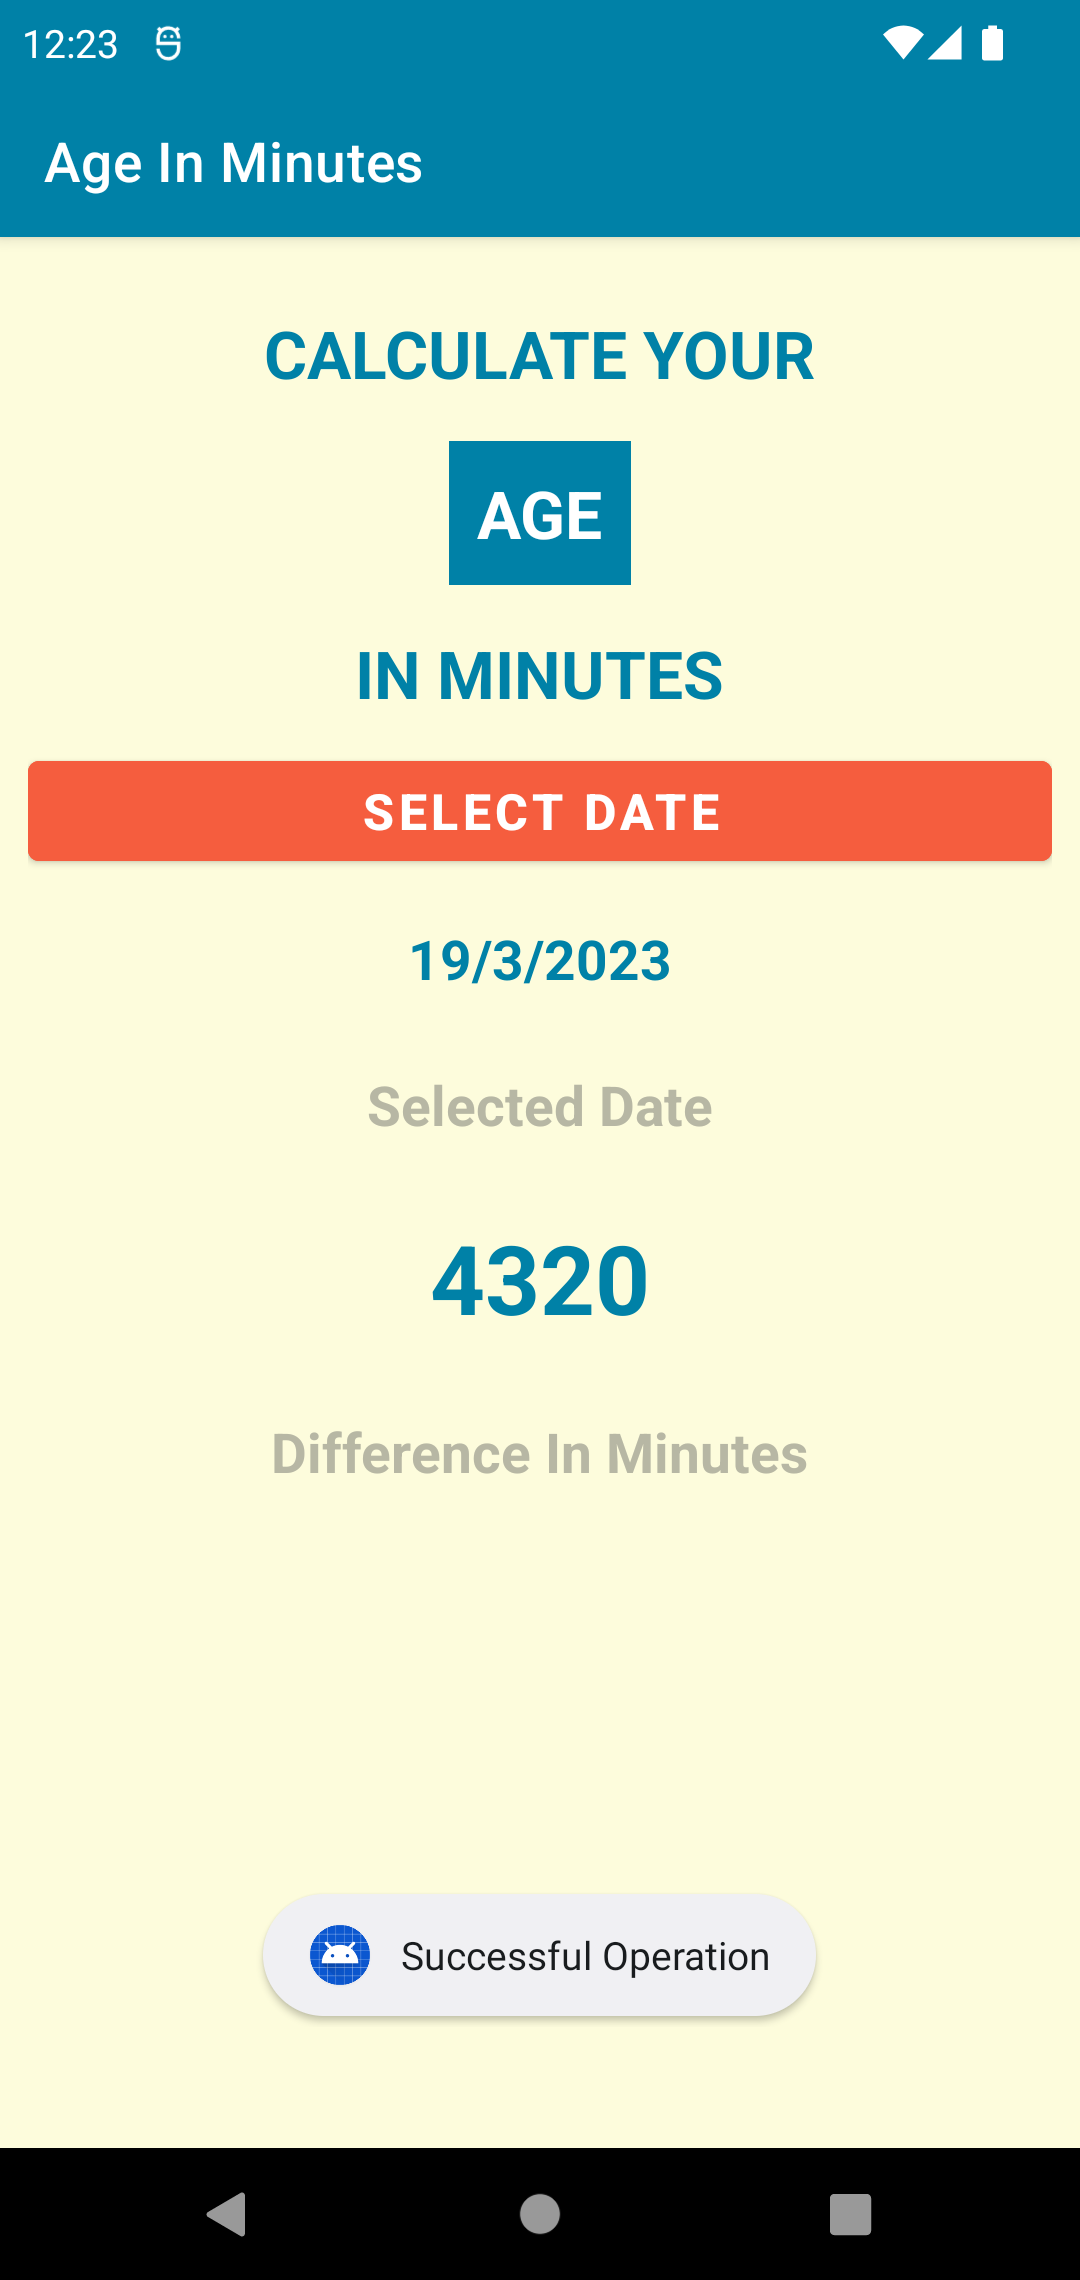 12:23
Age In Minutes
CALCULATE YOUR
AGE
IN MINUTES
SELECT DATE
19/3/2023
Selected Date
4320
Difference In Minutes
Successful Operation